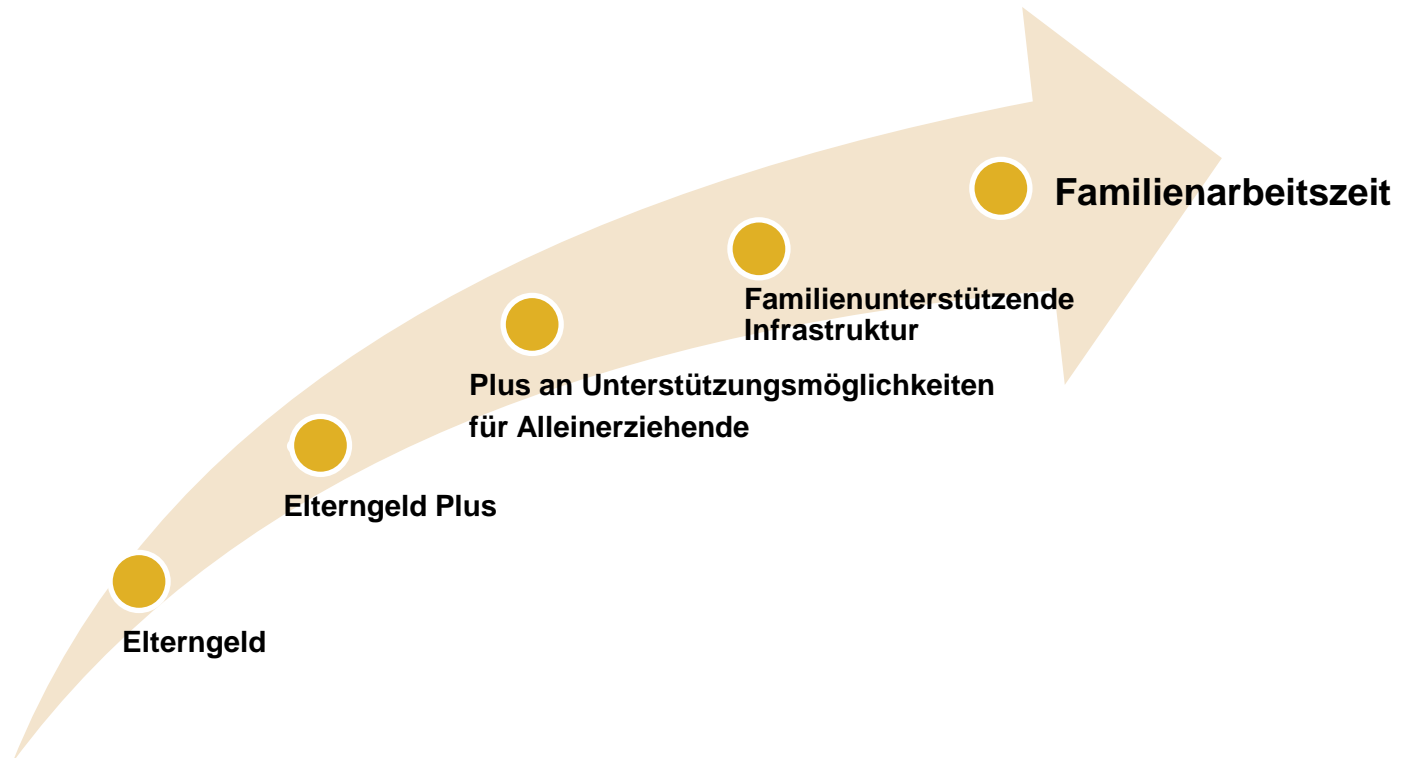 Familienarbeitszeit
Familienunterstützende
Infrastruktur
Plus an Unterstützungsmöglichkeiten
für Alleinerziehende
Elterngeld Plus
Elterngeld